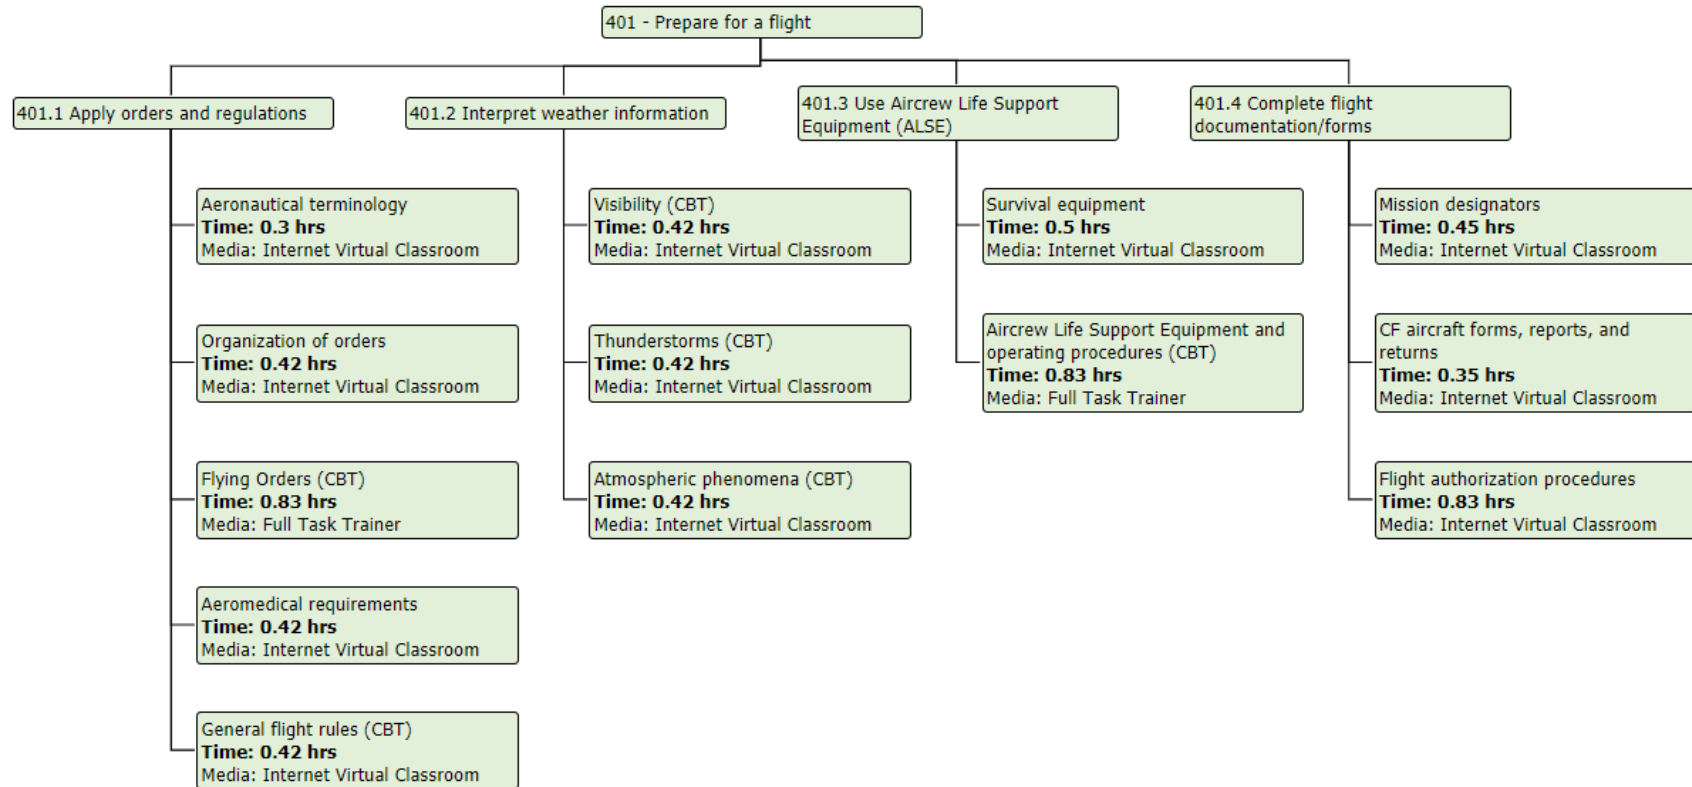 401 - Prepare for a flight
401.1 Apply orders and regulations
Aeronautical terminology
Time: 0.3 hrs
Media: Internet Virtual Classroom
Organization of orders
Time: 0.42 hrs
Media: Internet Virtual Classroom
Flying Orders (CBT)
Time: 0.83 hrs
Media: Full Task Trainer
Aeromedical requirements
Time: 0.42 hrs
Media: Internet Virtual Classroom
General flight rules (CBT)
Time: 0.42 hrs
Media: Internet Virtual Classroom
401.2 Interpret weather information
Visibility (CBT)
Time: 0.42 hrs
Media: Internet Virtual Classroom
Thunderstorms (CBT)
Time: 0.42 hrs
Media: Internet Virtual Classroom
Atmospheric phenomena (CBT)
Time: 0.42 hrs
Media: Internet Virtual Classroom
401.3 Use Aircrew Life Support
Equipment (ALSE)
Survival equipment
Time: 0.5 hrs
Media: Internet Virtual Classroom
Aircrew Life Support Equipment and
operating procedures (CBT)
Time: 0.83 hrs
Media: Full Task Trainer
401.4 Complete flight
documentation/forms
Mission designators
Time: 0.45 hrs
Media: Internet Virtual Classroom
CF aircraft forms, reports, and
returns
Time: 0.35 hrs
Media: Internet Virtual Classroom
Flight authorization procedures
Time: 0.83 hrs
Media: Internet Virtual Classroom